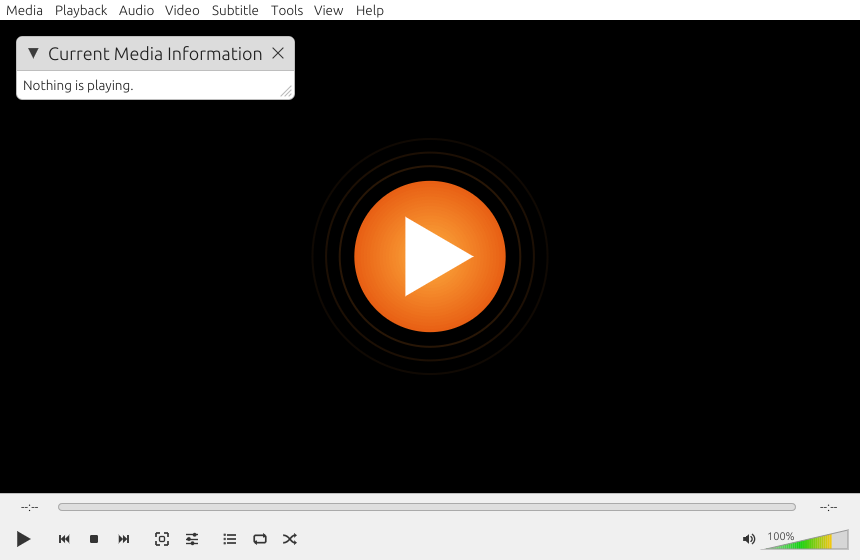 Media Playback Audio Video Subtitle Tools View Help
Current Media Information
Nothing is playing.
--:-- --:--
100%